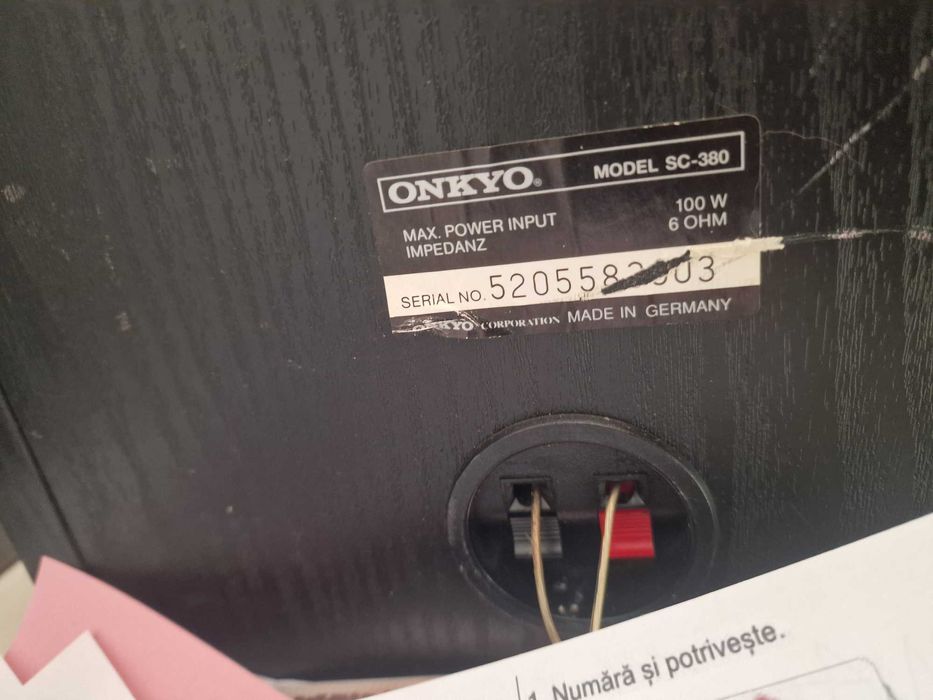 ONKYO® MODEL SC-380
MAX. POWER INPUT 100 W
IMPEDANZ 6 OHM
SERIAL NO.
ONKYO CORPORATION MADE IN GERMANY
1. Numără și potrivește.